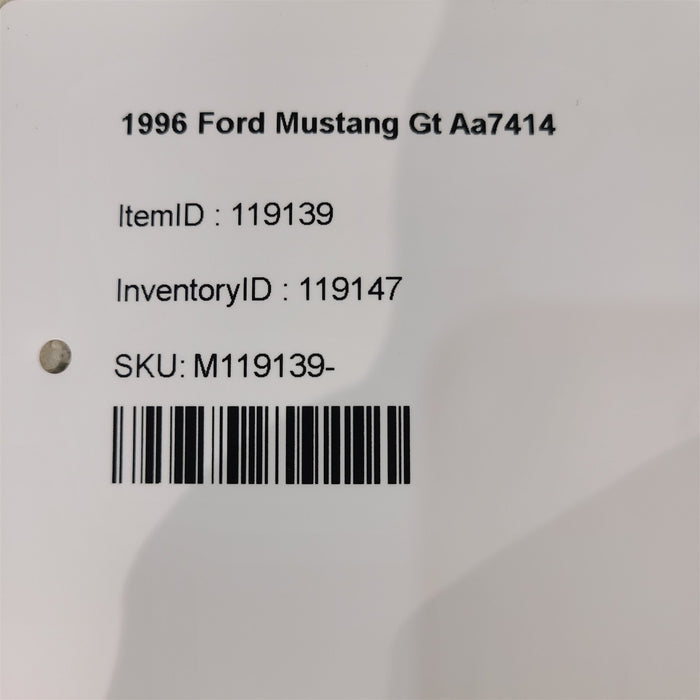 1996 Ford Mustang Gt Aa7414
ItemID : 119139
InventoryID : 119147
SKU: M119139-